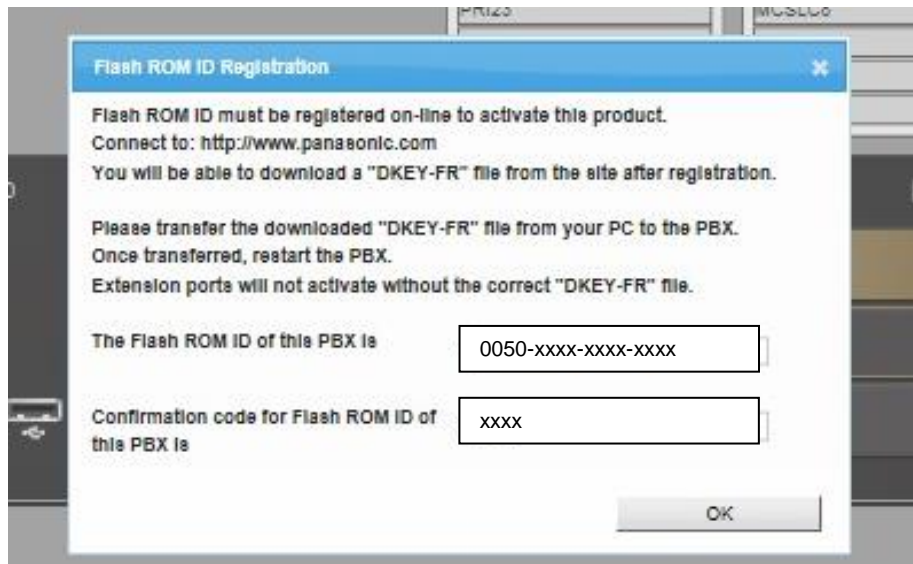 PRI23
MCSLC8
Flash ROM ID Registration
Flash ROM ID must be registered on-line to activate this product.
Connect to: http://www.panasonic.com
You will be able to download a "DKEY-FR" file from the site after registration.
Please transfer the downloaded "DKEY-FR" file from your PC to the PBX.
Once transferred, restart the PBX.
Extension ports will not activate without the correct "DKEY-FR" file.
The Flash ROM ID of this PBX is
0050-xxxx-xxxx-xxxx
Confirmation code for Flash ROM ID of
this PBX is
xxxx
OK